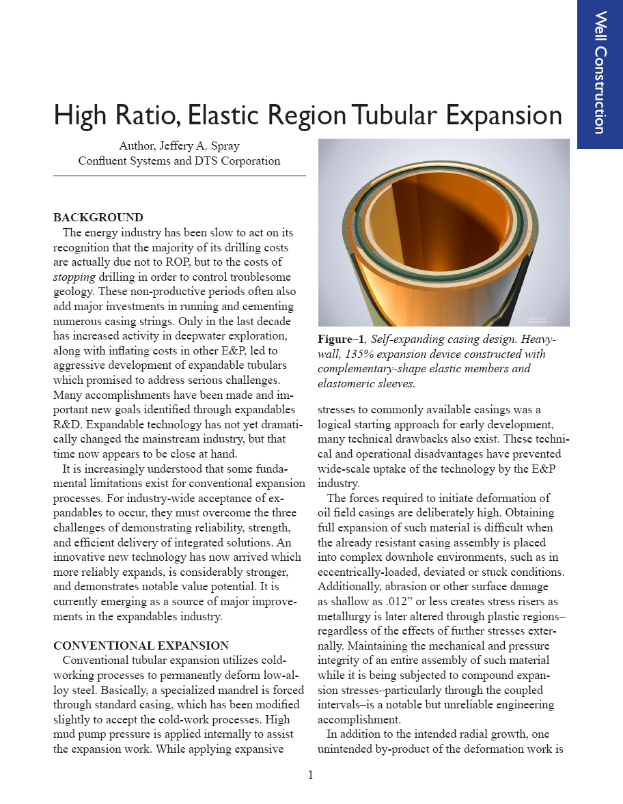 Well Construction
High Ratio, Elastic Region Tubular Expansion
Author, Jeffery A. Spray
Confluent Systems and DTS Corporation
BACKGROUND
The energy industry has been slow to act on its
recognition that the majority of its drilling costs
are actually due not to ROP, but to the costs of
stopping drilling in order to control troublesome
geology. These non-productive periods often also
add major investments in running and cementing
numerous casing strings. Only in the last decade
has increased activity in deepwater exploration,
along with inflating costs in other E&P, led to
aggressive development of expandable tubulars
which promised to address serious challenges.
Many accomplishments have been made and im-
portant new goals identified through expandables
R&D. Expandable technology has not yet dramati-
cally changed the mainstream industry, but that
time now appears to be close at hand.
It is increasingly understood that some funda-
mental limitations exist for conventional expansion
processes. For industry-wide acceptance of ex-
pandables to occur, they must overcome the three
challenges of demonstrating reliability, strength,
and efficient delivery of integrated solutions. An
innovative new technology has now arrived which
more reliably expands, is considerably stronger,
and demonstrates notable value potential. It is
currently emerging as a source of major improve-
ments in the expandables industry.
CONVENTIONAL EXPANSION
Conventional tubular expansion utilizes cold-
working processes to permanently deform low-al-
loy steel. Basically, a specialized mandrel is forced
through standard casing, which has been modified
slightly to accept the cold-work processes. High
mud pump pressure is applied internally to assist
the expansion work. While applying expansive
Figure–1, Self-expanding casing design. Heavy-
wall, 135% expansion device constructed with
complementary-shape elastic members and
elastomeric sleeves.
stresses to commonly available casings was a
logical starting approach for early development,
many technical drawbacks also exist. These techni-
cal and operational disadvantages have prevented
wide-scale uptake of the technology by the E&P
industry.
The forces required to initiate deformation of
oil field casings are deliberately high. Obtaining
full expansion of such material is difficult when
the already resistant casing assembly is placed
into complex downhole environments, such as in
eccentrically-loaded, deviated or stuck conditions.
Additionally, abrasion or other surface damage
as shallow as .012” or less creates stress risers as
metallurgy is later altered through plastic regions–
regardless of the effects of further stresses exter-
nally. Maintaining the mechanical and pressure
integrity of an entire assembly of such material
while it is being subjected to compound expan-
sion stresses–particularly through the coupled
intervals–is a notable but unreliable engineering
accomplishment.
In addition to the intended radial growth, one
unintended by-product of the deformation work is
1